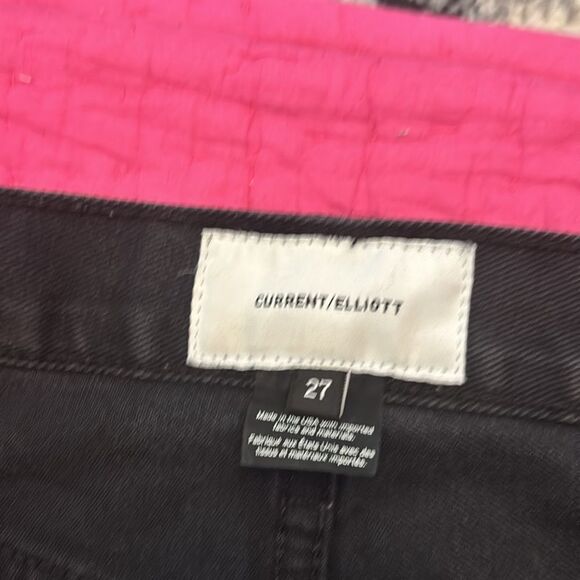 CURRENT/ELLIOTT
27
Made in the USA with imported
fabrics and materials.
Fabriqué aux États Unis avec des
tissus et matériaux importés.